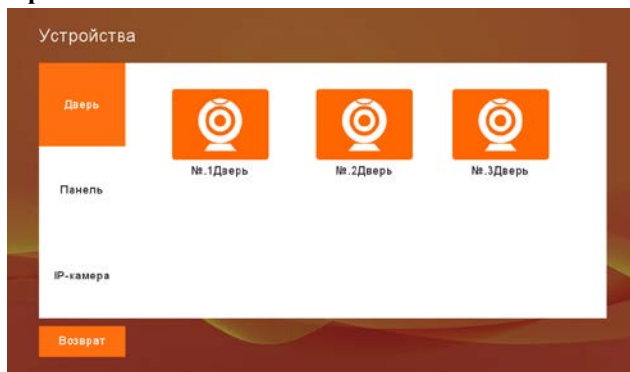 Устройства
Дверь
№.1Дверь
№.2Дверь
№.3Дверь
Панель
IP-камера
Возврат